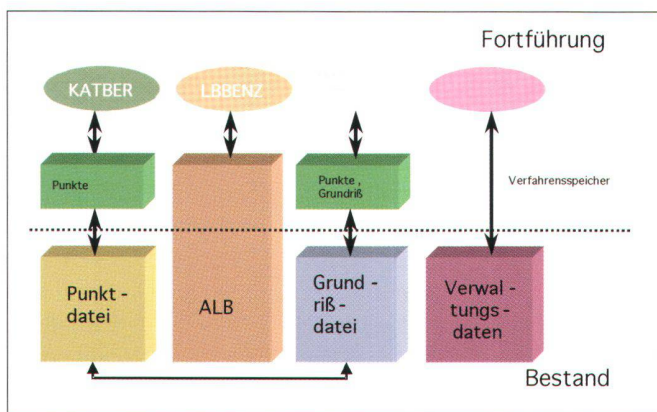 Fortführung
KATBER
LBBENZ
Punkte
Punkte ,
Grundriß
Verfahrensspeicher
Punkt -
datei
ALB
Grund -
riß-
datei
Verwal -
tungs -
daten
Bestand